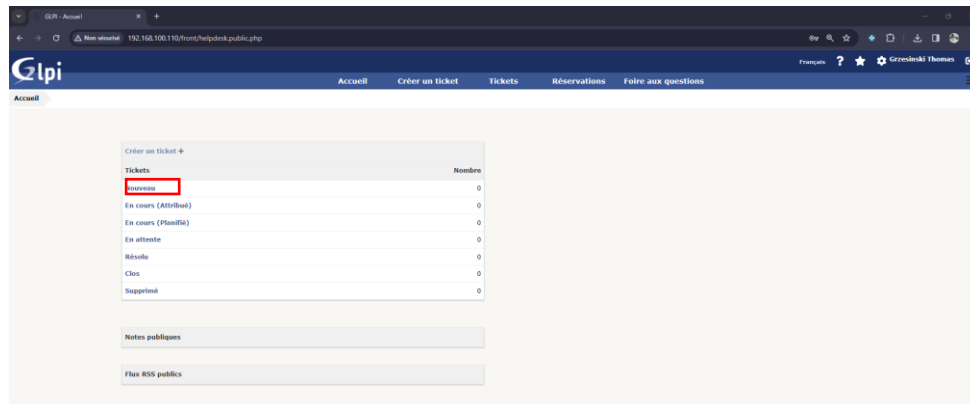 GLPI - Accueil
Non sécurisé 192.168.100.110/front/helpdesk.public.php
Glpi
Français ? Grzesinski Thomas
Accueil Créer un ticket Tickets Réservations Foire aux questions
Accueil
Créer un ticket +
Tickets Nombre
Nouveau 0
En cours (Attribué) 0
En cours (Planifié) 0
En attente 0
Résolu 0
Clos 0
Supprimé 0
Notes publiques
Flux RSS publics